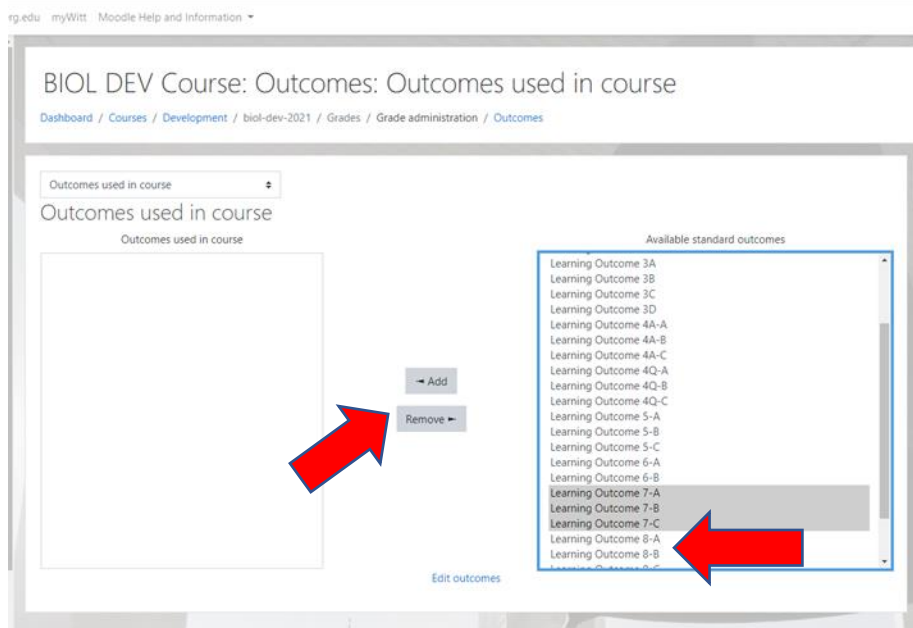 rg.edu myWitt Moodle Help and Information
BIOL DEV Course: Outcomes: Outcomes used in course
Dashboard / Courses / Development / biol-dev-2021 / Grades / Grade administration / Outcomes
Outcomes used in course
Outcomes used in course
Outcomes used in course
Available standard outcomes
Learning Outcome 3A
Learning Outcome 3B
Learning Outcome 3C
Learning Outcome 3D
Learning Outcome 4A-A
Learning Outcome 4A-B
Learning Outcome 4A-C
Learning Outcome 4Q-A
Learning Outcome 4Q-B
Learning Outcome 4Q-C
Learning Outcome 5-A
Learning Outcome 5-B
Learning Outcome 5-C
Learning Outcome 6-A
Learning Outcome 6-B
Learning Outcome 7-A
Learning Outcome 7-B
Learning Outcome 7-C
Learning Outcome 8-A
Learning Outcome 8-B
◄ Add
Remove ►
Edit outcomes